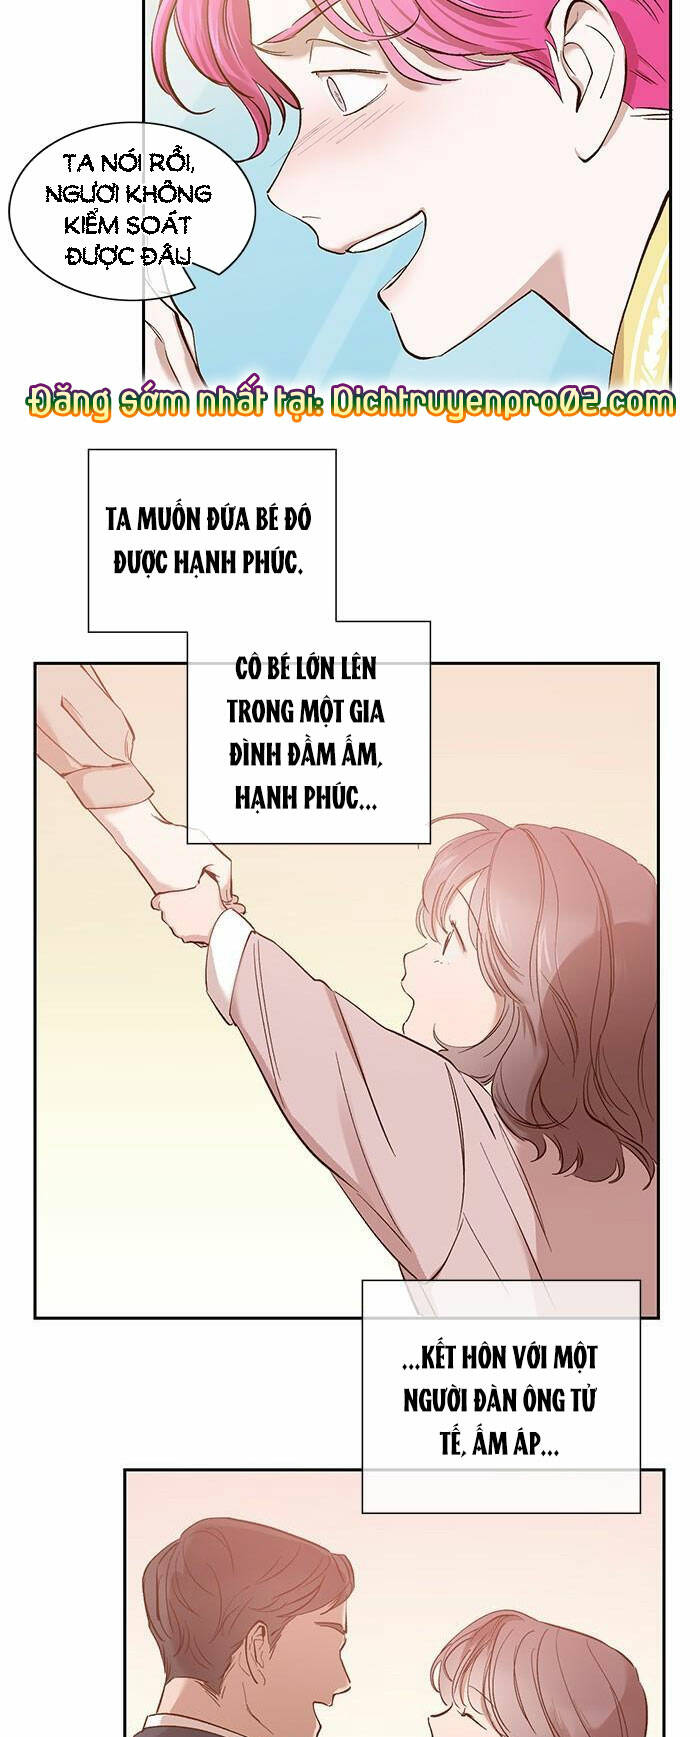 TA NÓI RỒI,
NGƯƠI KHÔNG
KIỂM SOÁT
ĐƯỢC ĐÂU
Đăng sớm nhất tại: Dichtruyenpro02.com
TA MUỐN ĐỨA BÉ ĐÓ
ĐƯỢC HẠNH PHÚC.
CÔ BÉ LỚN LÊN
TRONG MỘT GIA
ĐÌNH ĐẦM ẤM,
HẠNH PHÚC...
...KẾT HÔN VỚI MỘT
NGƯỜI ĐÀN ÔNG TỬ
TẾ, ẤM ÁP...